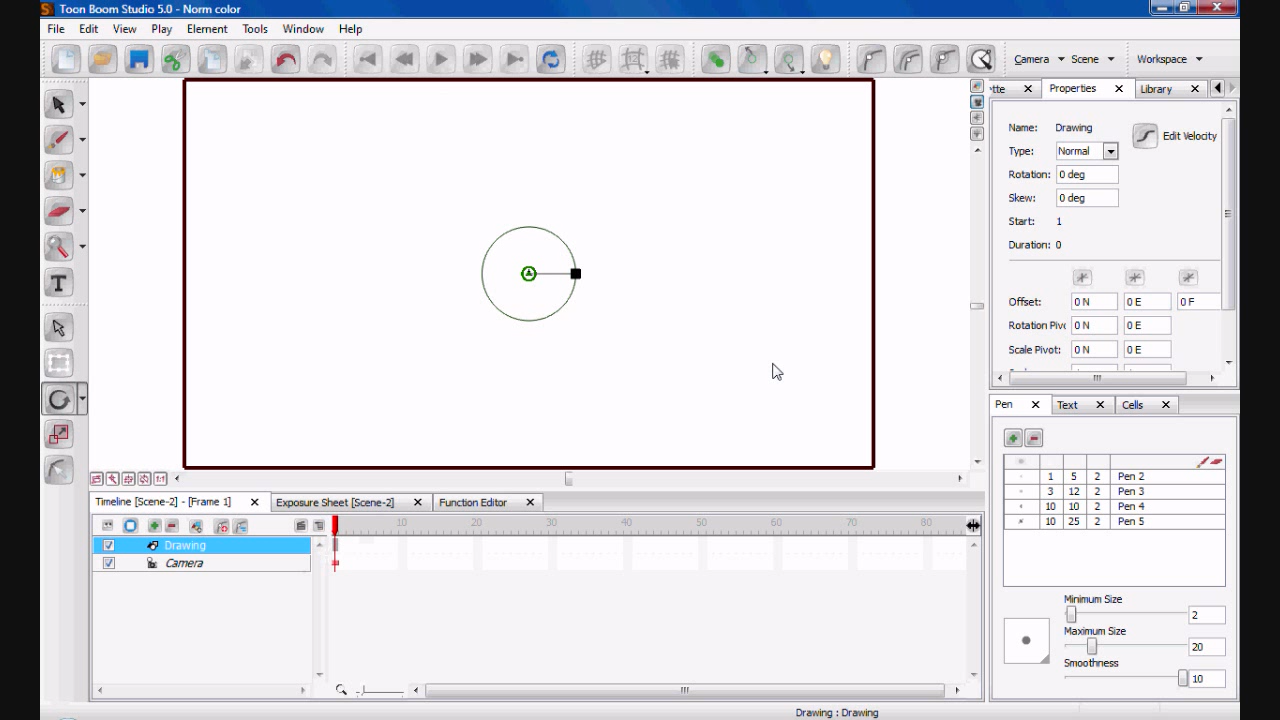 Toon Boom Studio 5.0 - Norm color
File Edit View Play Element Tools Window Help
Camera Scene Workspace
tte Properties Library
Name: Drawing
Edit Velocity
Type: Normal
Rotation: 0 deg
Skew: 0 deg
Start: 1
Duration: 0
Offset: 0 N 0 E 0 F
Rotation Piv 0 N 0 E
Scale Pivot: 0 N 0 E
Pen Text Cells
1 5 2 Pen 2
3 12 2 Pen 3
10 10 2 Pen 4
10 25 2 Pen 5
Minimum Size
2
Maximum Size
20
Smoothness
10
1:1
Timeline [Scene-2] - [Frame 1] Exposure Sheet [Scene-2] Function Editor
10 20 30 40 50 60 70 80
Drawing
Camera
Drawing : Drawing
T